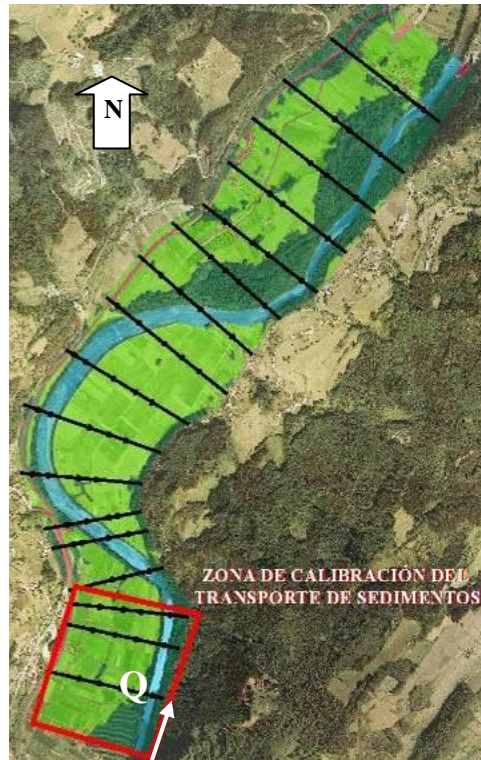 N
ZONA DE CALIBRACIÓN DEL
TRANSPORTE DE SEDIMENTOS
Q